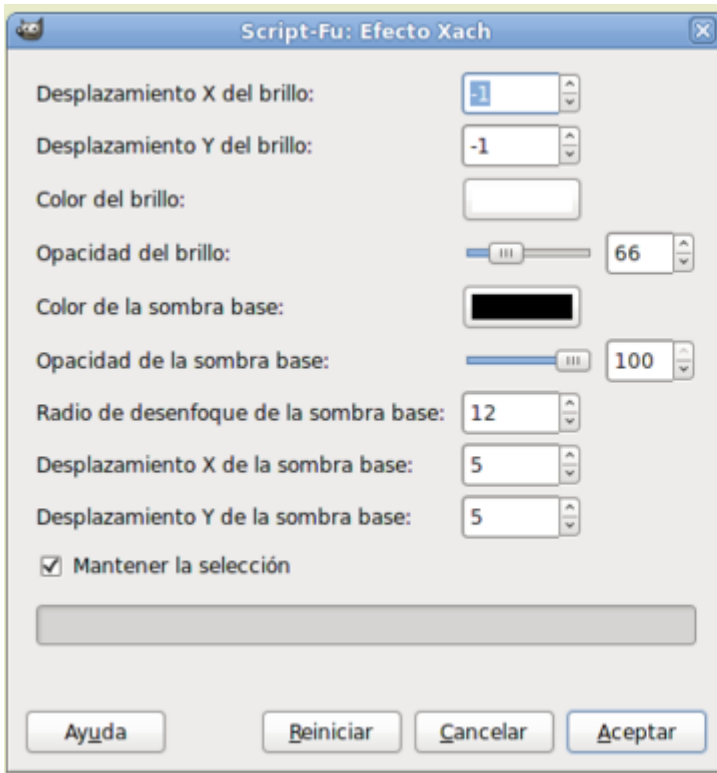 Script-Fu: Efecto Xach
Desplazamiento X del brillo: -1
Desplazamiento Y del brillo: -1
Color del brillo:
Opacidad del brillo: 66
Color de la sombra base:
Opacidad de la sombra base: 100
Radio de desenfoque de la sombra base: 12
Desplazamiento X de la sombra base: 5
Desplazamiento Y de la sombra base: 5
Mantener la selección
Ayuda Reiniciar Cancelar Aceptar